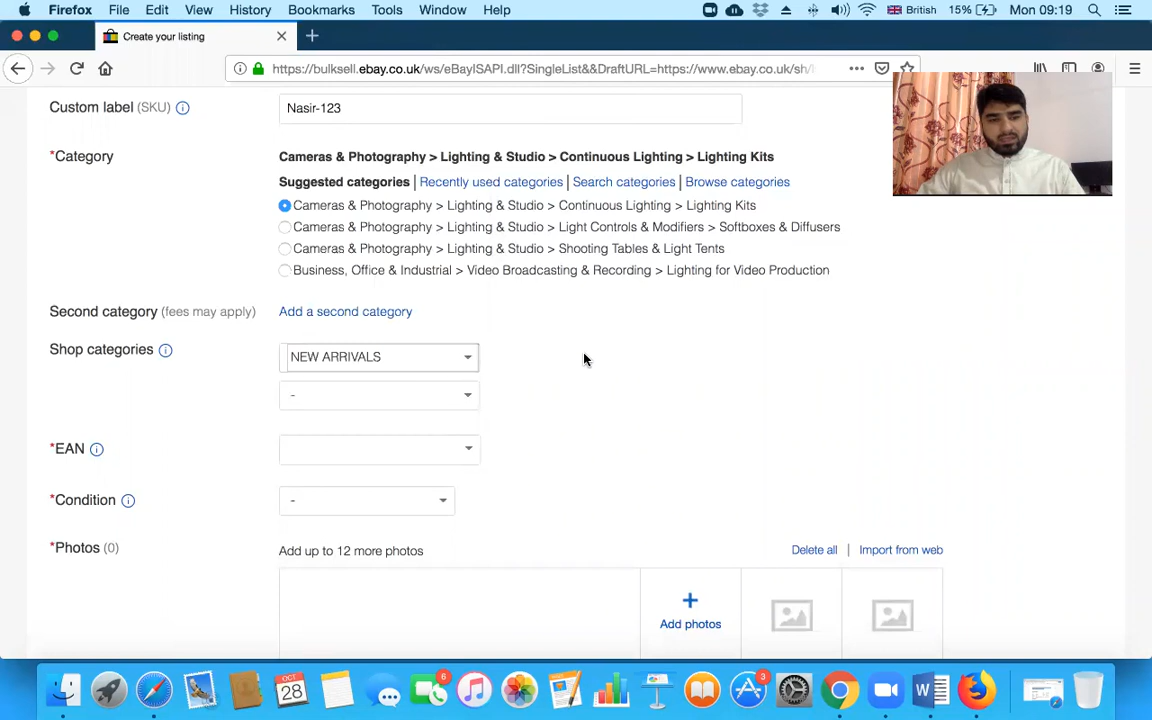 Firefox File Edit View History Bookmarks Tools Window Help British 15% Mon 09:19
Create your listing
https://bulksell.ebay.co.uk/ws/eBayISAPI.dll?SingleList&&DraftURL=https://www.ebay.co.uk/sh/
Custom label (SKU) Nasir-123
*Category Cameras & Photography > Lighting & Studio > Continuous Lighting > Lighting Kits
Suggested categories | Recently used categories | Search categories | Browse categories
Cameras & Photography > Lighting & Studio > Continuous Lighting > Lighting Kits
Cameras & Photography > Lighting & Studio > Light Controls & Modifiers > Softboxes & Diffusers
Cameras & Photography > Lighting & Studio > Shooting Tables & Light Tents
Business, Office & Industrial > Video Broadcasting & Recording > Lighting for Video Production
Second category (fees may apply) Add a second category
Shop categories NEW ARRIVALS
-
*EAN
*Condition -
*Photos (0) Add up to 12 more photos Delete all | Import from web
Add photos
OCT 28 6 3